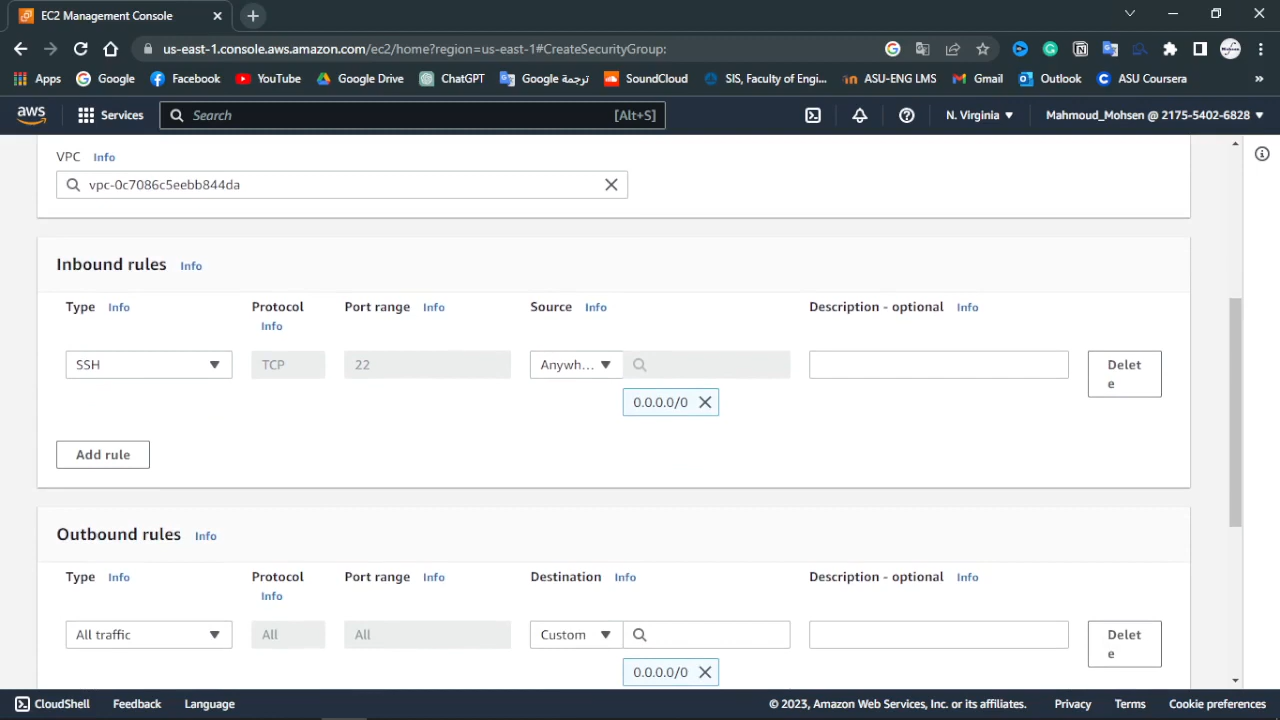 EC2 Management Console
us-east-1.console.aws.amazon.com/ec2/home?region=us-east-1#CreateSecurityGroup:
Apps Google Facebook YouTube Google Drive ChatGPT ترجمة Google SoundCloud SIS, Faculty of Engi... ASU-ENG LMS Gmail Outlook ASU Coursera »
aws Services Search [Alt+S] N. Virginia Mahmoud_Mohsen @ 2175-5402-6828
VPC Info
vpc-0c7086c5eebb844da
Inbound rules Info
Type Info Protocol Info Port range Info Source Info Description - optional Info
SSH TCP 22 Anywh... Delete
0.0.0.0/0
Add rule
Outbound rules Info
Type Info Protocol Info Port range Info Destination Info Description - optional Info
All traffic All All Custom Delete
0.0.0.0/0
CloudShell Feedback Language © 2023, Amazon Web Services, Inc. or its affiliates. Privacy Terms Cookie preferences